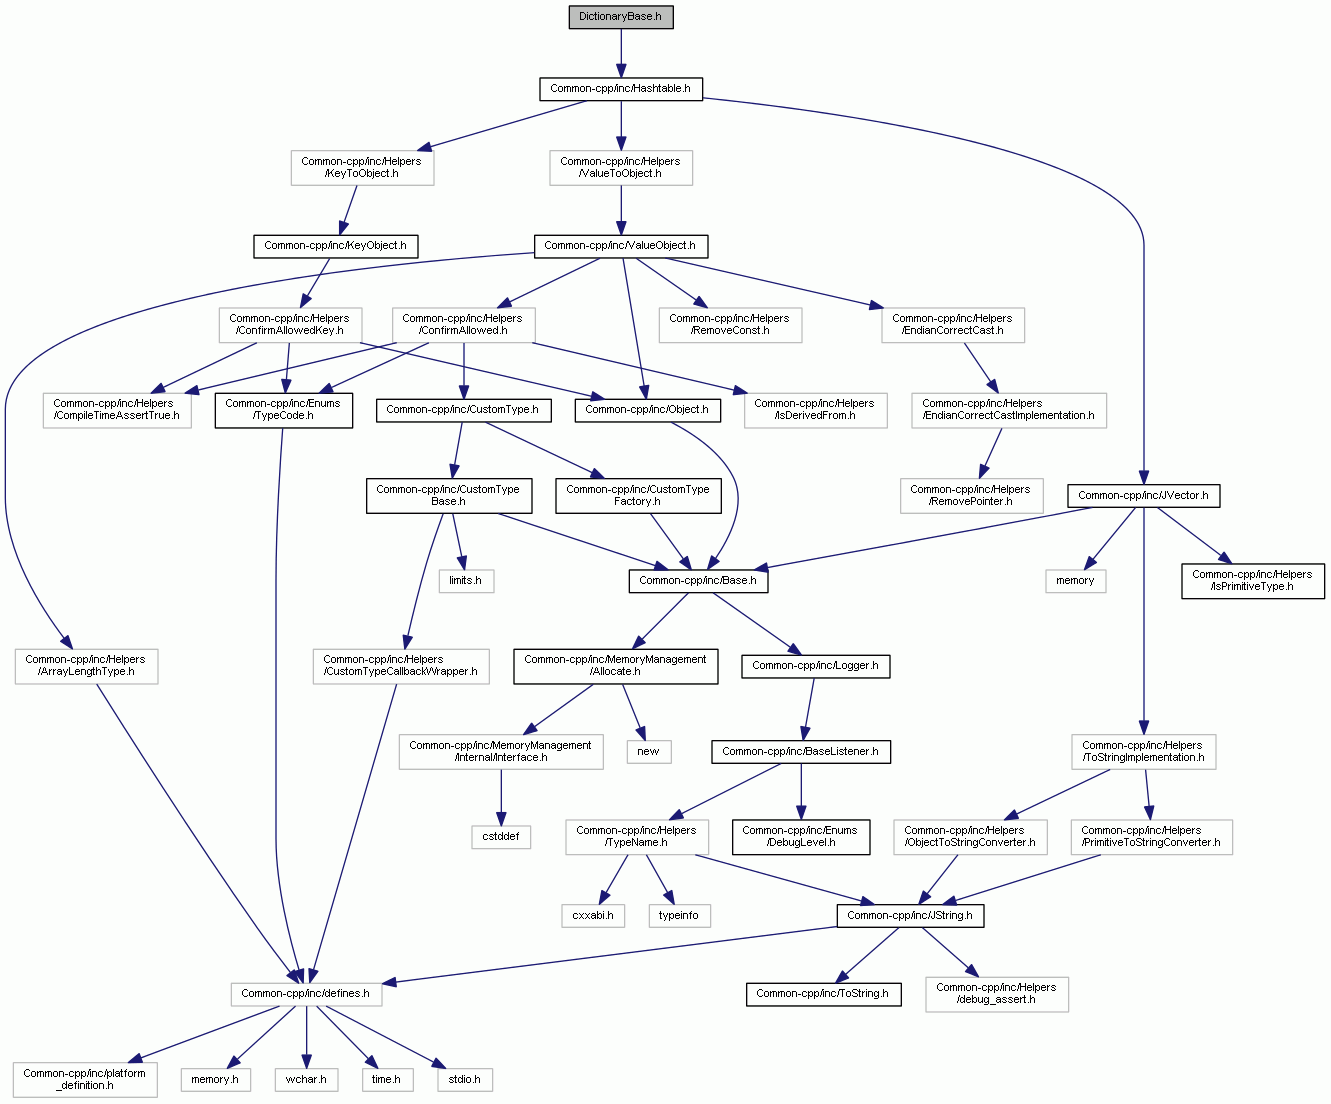 DictionaryBase.h
Common-cpp/inc/Hashtable.h
Common-cpp/inc/Helpers
/KeyToObject.h
Common-cpp/inc/Helpers
/ValueToObject.h
Common-cpp/inc/KeyObject.h
Common-cpp/inc/ValueObject.h
Common-cpp/inc/Helpers
/ConfirmAllowedKey.h
Common-cpp/inc/Helpers
/ConfirmAllowed.h
Common-cpp/inc/Helpers
/RemoveConst.h
Common-cpp/inc/Helpers
/EndianCorrectCast.h
Common-cpp/inc/Helpers
/CompileTimeAssertTrue.h
Common-cpp/inc/Enums
/TypeCode.h
Common-cpp/inc/CustomType.h
Common-cpp/inc/Object.h
Common-cpp/inc/Helpers
/IsDerivedFrom.h
Common-cpp/inc/Helpers
/EndianCorrectCastImplementation.h
Common-cpp/inc/CustomType
Base.h
Common-cpp/inc/CustomType
Factory.h
Common-cpp/inc/Helpers
/RemovePointer.h
Common-cpp/inc/JVector.h
limits.h
Common-cpp/inc/Base.h
memory
Common-cpp/inc/Helpers
/IsPrimitiveType.h
Common-cpp/inc/Helpers
/ArrayLengthType.h
Common-cpp/inc/Helpers
/CustomTypeCallbackWrapper.h
Common-cpp/inc/MemoryManagement
/Allocate.h
Common-cpp/inc/Logger.h
Common-cpp/inc/MemoryManagement
/Internal/Interface.h
new
Common-cpp/inc/BaseListener.h
Common-cpp/inc/Helpers
/ToStringImplementation.h
cstddef
Common-cpp/inc/Helpers
/TypeName.h
Common-cpp/inc/Enums
/DebugLevel.h
Common-cpp/inc/Helpers
/ObjectToStringConverter.h
Common-cpp/inc/Helpers
/PrimitiveToStringConverter.h
cxxabi.h
typeinfo
Common-cpp/inc/JString.h
Common-cpp/inc/defines.h
Common-cpp/inc/ToString.h
Common-cpp/inc/Helpers
/debug_assert.h
Common-cpp/inc/platform
_definition.h
memory.h
wchar.h
time.h
stdio.h